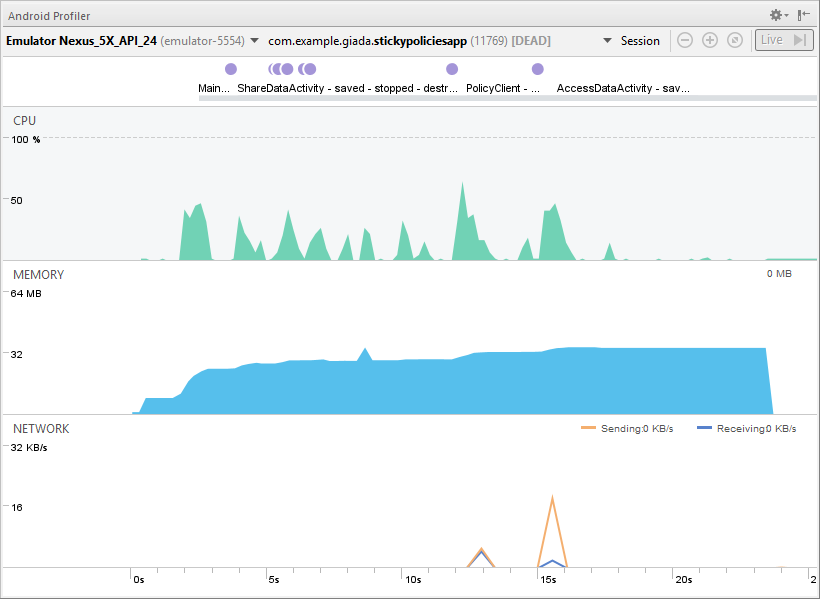 Android Profiler
Emulator Nexus_5X_API_24 (emulator-5554) com.example.giada.stickypoliciesapp (11769) [DEAD] Session Live
Main... ShareDataActivity - saved - stopped - destr... PolicyClient - ... AccessDataActivity - sav...
CPU
100 %
50
MEMORY 0 MB
64 MB
32
NETWORK Sending:0 KB/s Receiving:0 KB/s
32 KB/s
16
0s 5s 10s 15s 20s 2